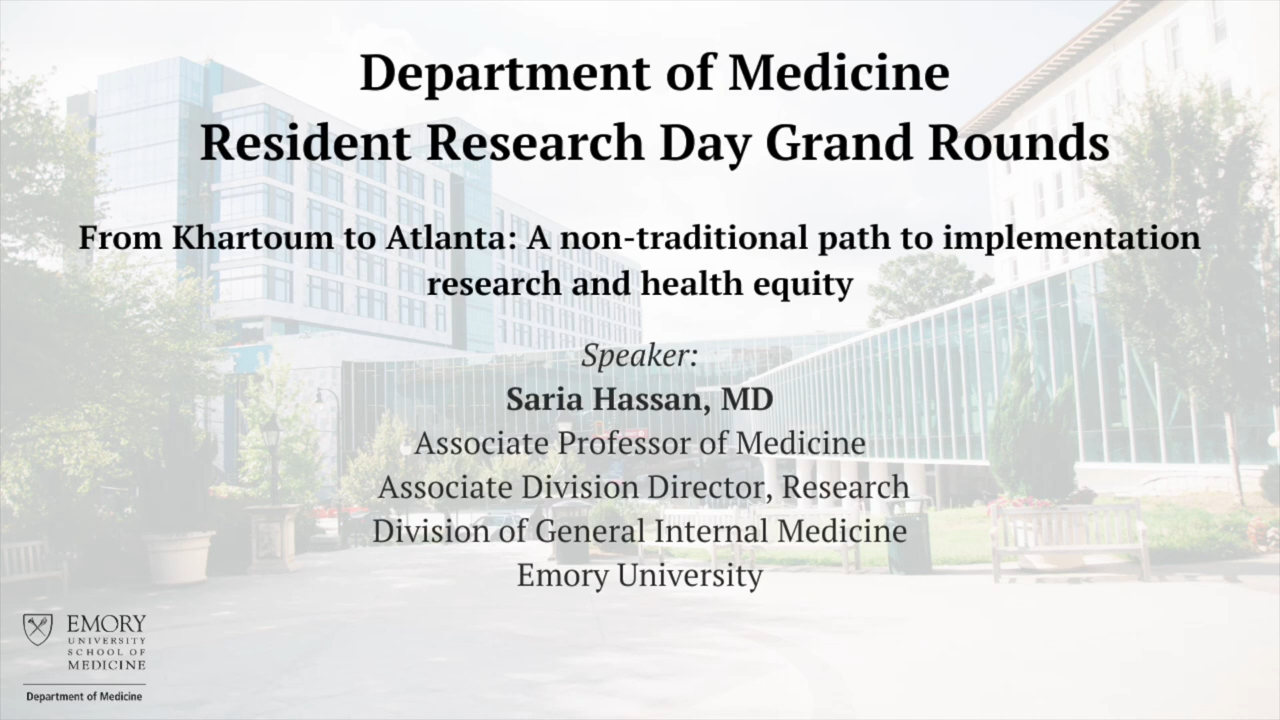 Department of Medicine
Resident Research Day Grand Rounds
From Khartoum to Atlanta: A non-traditional path to implementation
research and health equity
Speaker:
Saria Hassan, MD
Associate Professor of Medicine
Associate Division Director, Research
Division of General Internal Medicine
Emory University
EMORY
UNIVERSITY
SCHOOL OF
MEDICINE
Department of Medicine